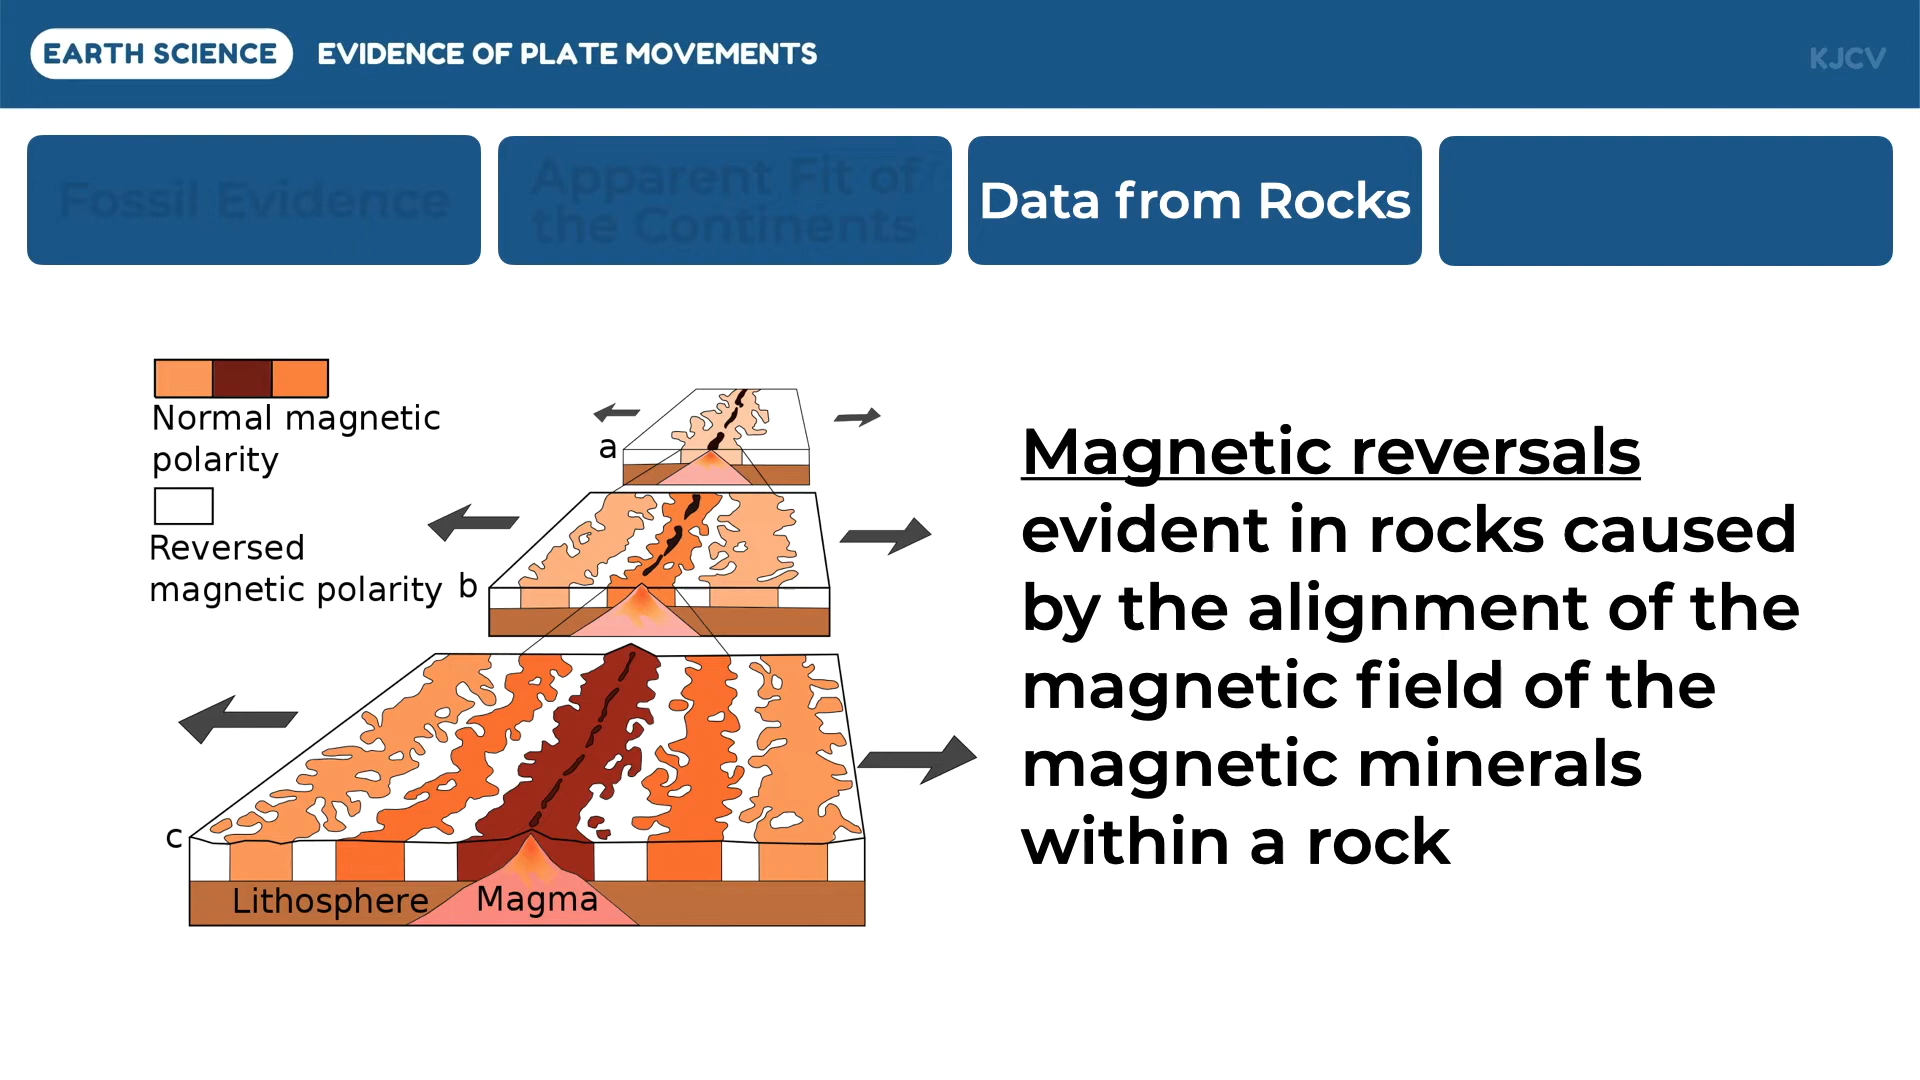 EARTH SCIENCE
EVIDENCE OF PLATE MOVEMENTS
KJCV
Fossil Evidence
Apparent Fit of
the Continents
Data from Rocks
Normal magnetic
polarity
Reversed
magnetic polarity
a
b
c
Lithosphere
Magma
Magnetic reversals
evident in rocks caused
by the alignment of the
magnetic field of the
magnetic minerals
within a rock